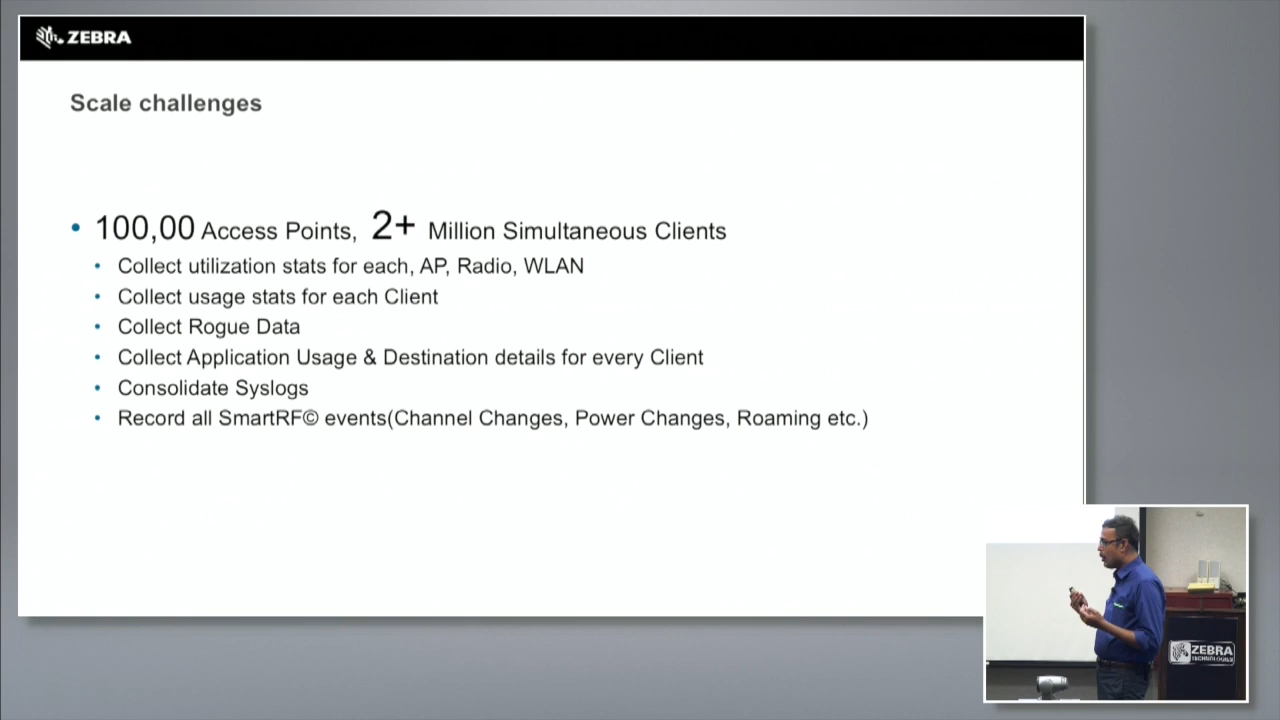 ZEBRA
Scale challenges
• 100,00 Access Points, 2+ Million Simultaneous Clients
• Collect utilization stats for each, AP, Radio, WLAN
• Collect usage stats for each Client
• Collect Rogue Data
• Collect Application Usage & Destination details for every Client
• Consolidate Syslogs
• Record all SmartRF© events(Channel Changes, Power Changes, Roaming etc.)
ZEBRA
TECHNOLOGIES